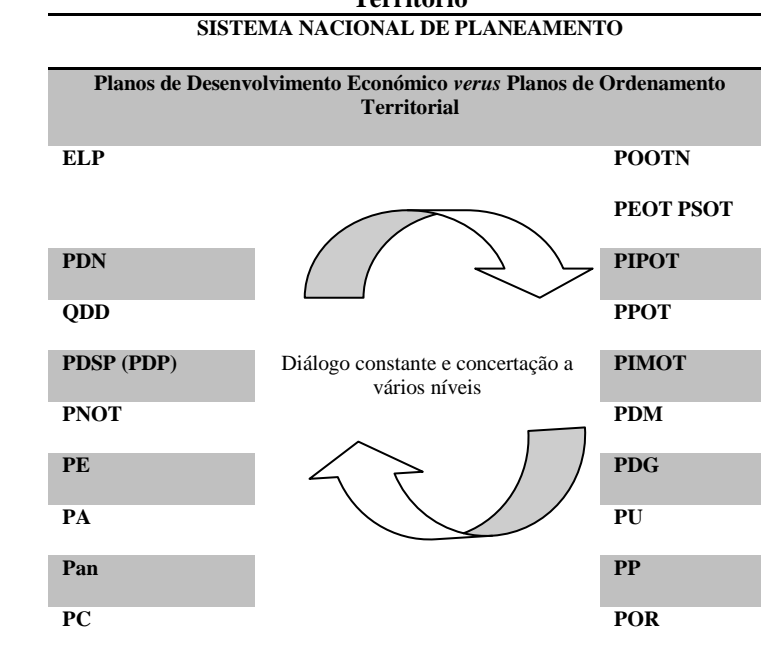 Território
SISTEMA NACIONAL DE PLANEAMENTO
Planos de Desenvolvimento Económico verus Planos de Ordenamento
Territorial
ELP
POOTN
PEOT PSOT
PDN
PIPOT
QDD
PPOT
PDSP (PDP)
Diálogo constante e concertação a
vários níveis
PIMOT
PNOT
PDM
PE
PDG
PA
PU
Pan
PP
PC
POR